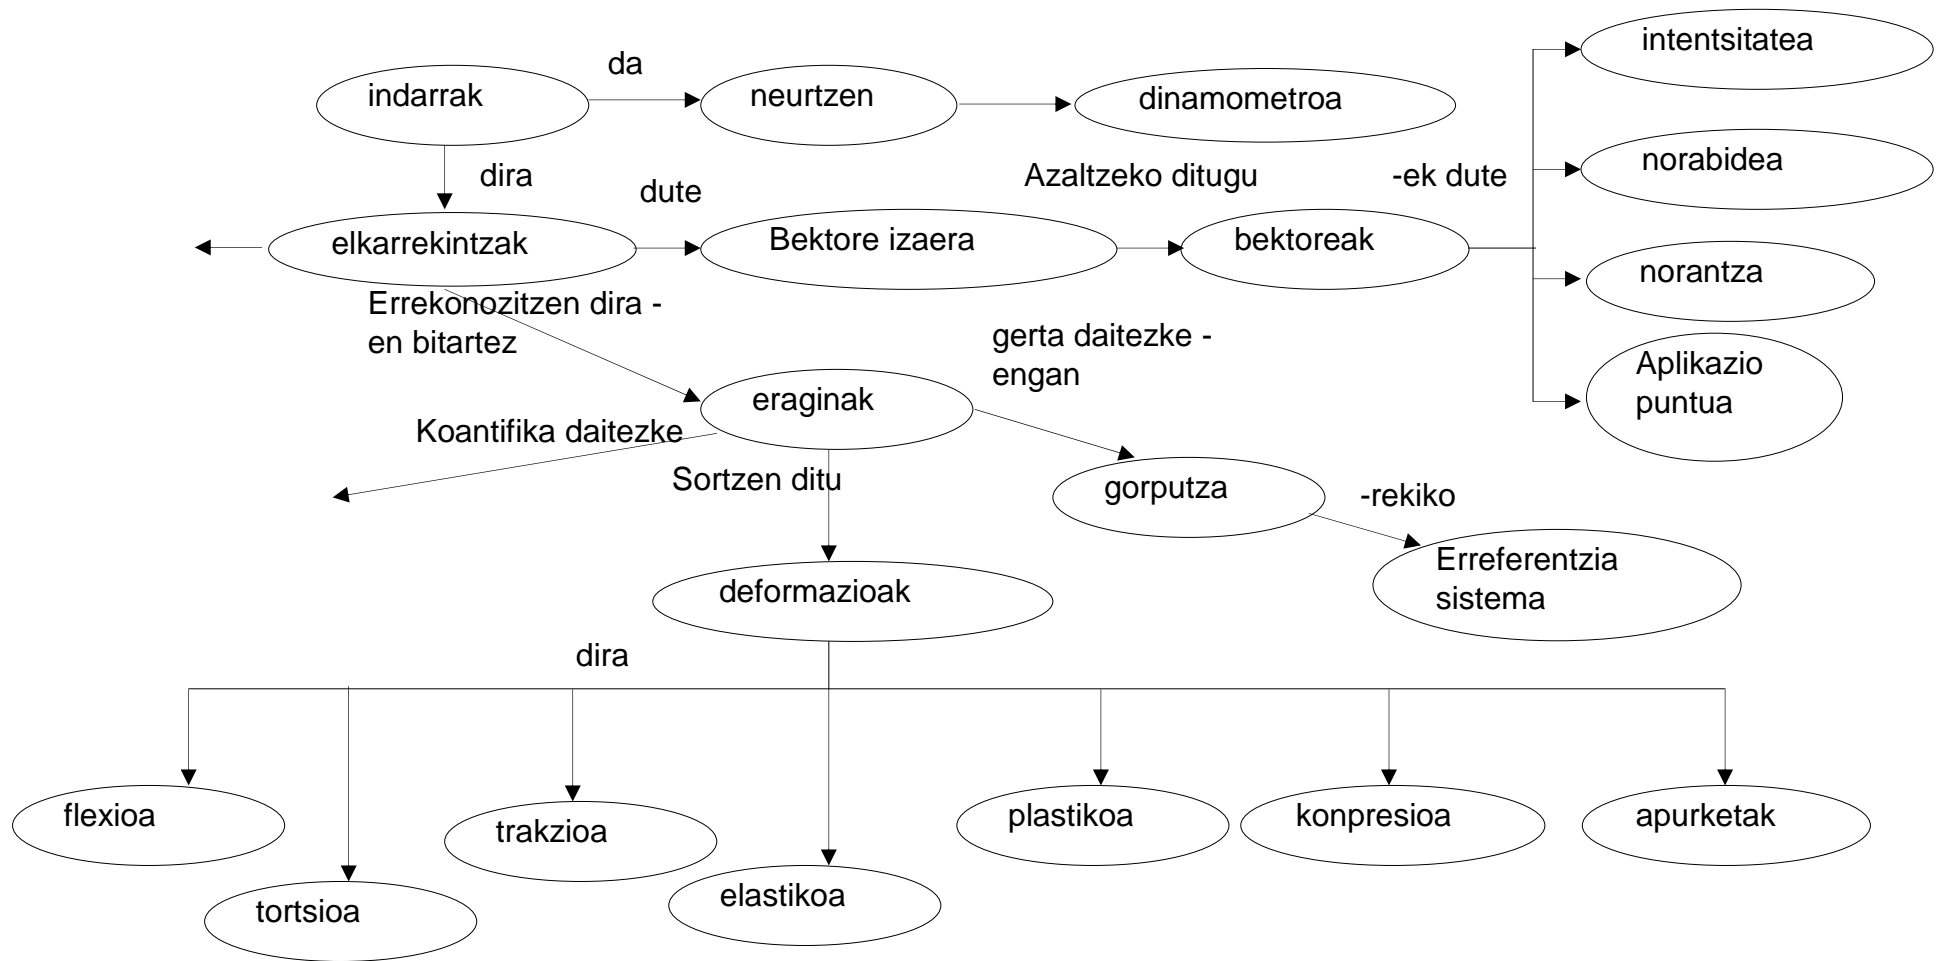 intentsitatea
da
indarrak
neurtzen
dinamometroa
norabidea
dira
dute
Azaltzeko ditugu
-ek dute
elkarrekintzak
Bektore izaera
bektoreak
norantza
Errekonozitzen dira -
en bitartez
gerta daitezke -
engan
Aplikazio
puntua
eraginak
Koantifika daitezke
Sortzen ditu
gorputza
-rekiko
Erreferentzia
sistema
deformazioak
dira
flexioa
trakzioa
plastikoa
konpresioa
apurketak
tortsioa
elastikoa